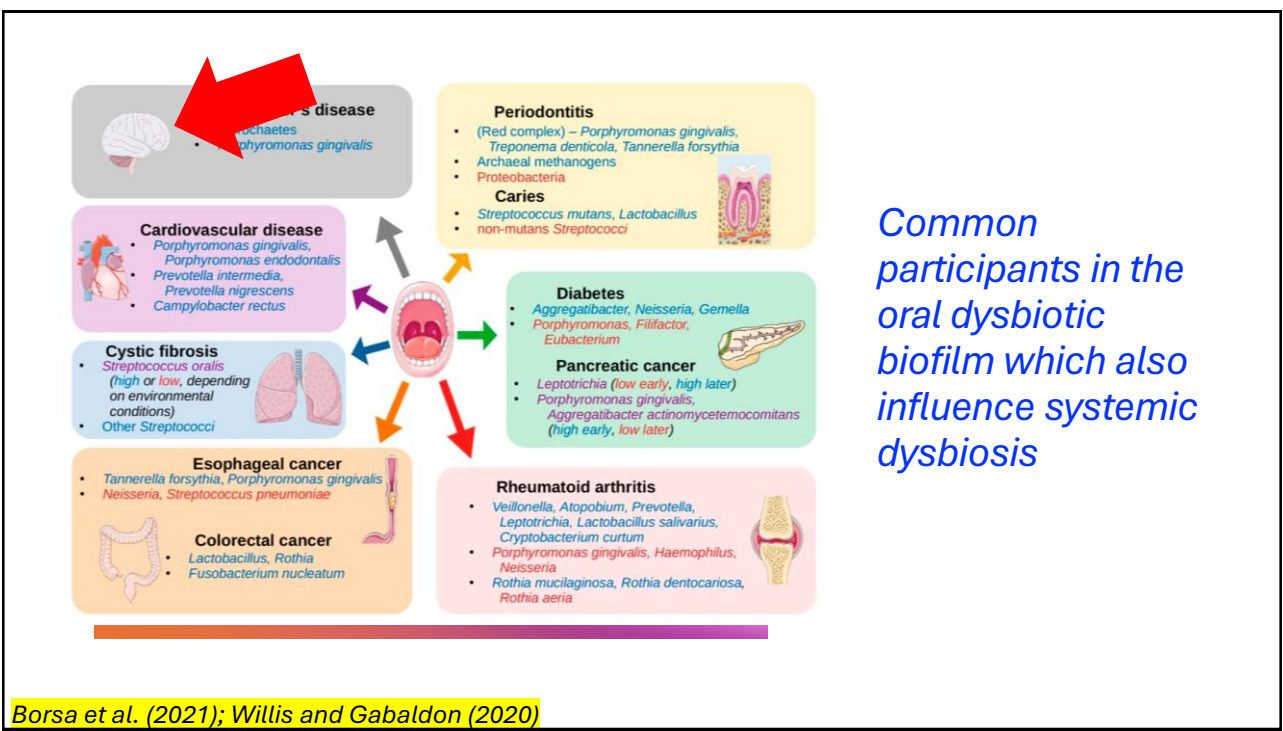 's disease
ochaetes
• phyromonas gingivalis
Periodontitis
• (Red complex) – Porphyromonas gingivalis,
Treponema denticola, Tannerella forsythia
• Archaeal methanogens
• Proteobacteria
Caries
• Streptococcus mutans, Lactobacillus
• non-mutans Streptococci
Cardiovascular disease
• Porphyromonas gingivalis,
Porphyromonas endodontalis
• Prevotella intermedia,
Prevotella nigrescens
• Campylobacter rectus
Diabetes
• Aggregatibacter, Neisseria, Gemella
• Porphyromonas, Filifactor,
Eubacterium
Pancreatic cancer
• Leptotrichia (low early, high later)
• Porphyromonas gingivalis,
Aggregatibacter actinomycetemcomitans
(high early, low later)
Cystic fibrosis
• Streptococcus oralis
(high or low, depending
on environmental
conditions)
• Other Streptococci
Esophageal cancer
• Tannerella forsythia, Porphyromonas gingivalis
• Neisseria, Streptococcus pneumoniae
Colorectal cancer
• Lactobacillus, Rothia
• Fusobacterium nucleatum
Rheumatoid arthritis
• Veillonella, Atopobium, Prevotella,
Leptotrichia, Lactobacillus salivarius,
Cryptobacterium curtum
• Porphyromonas gingivalis, Haemophilus,
Neisseria
• Rothia mucilaginosa, Rothia dentocariosa,
Rothia aeria
Common
participants in the
oral dysbiotic
biofilm which also
influence systemic
dysbiosis
Borsa et al. (2021); Willis and Gabaldon (2020)